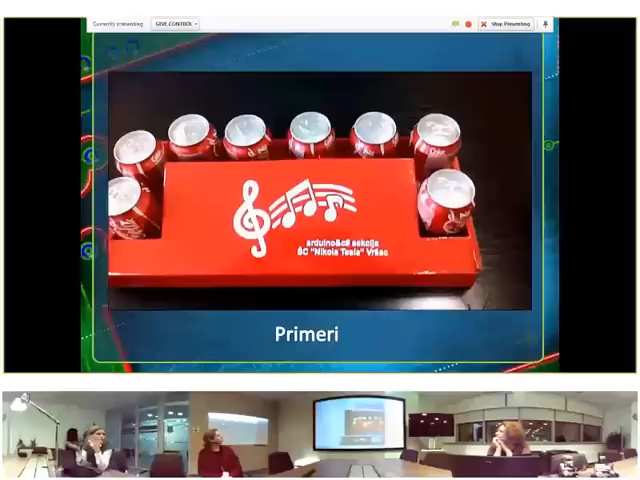 Currently presenting
GIVE CONTROL
Stop Presenting
arduino&c# sekcija
ŠC "Nikola Tesla" Vršac
Primeri